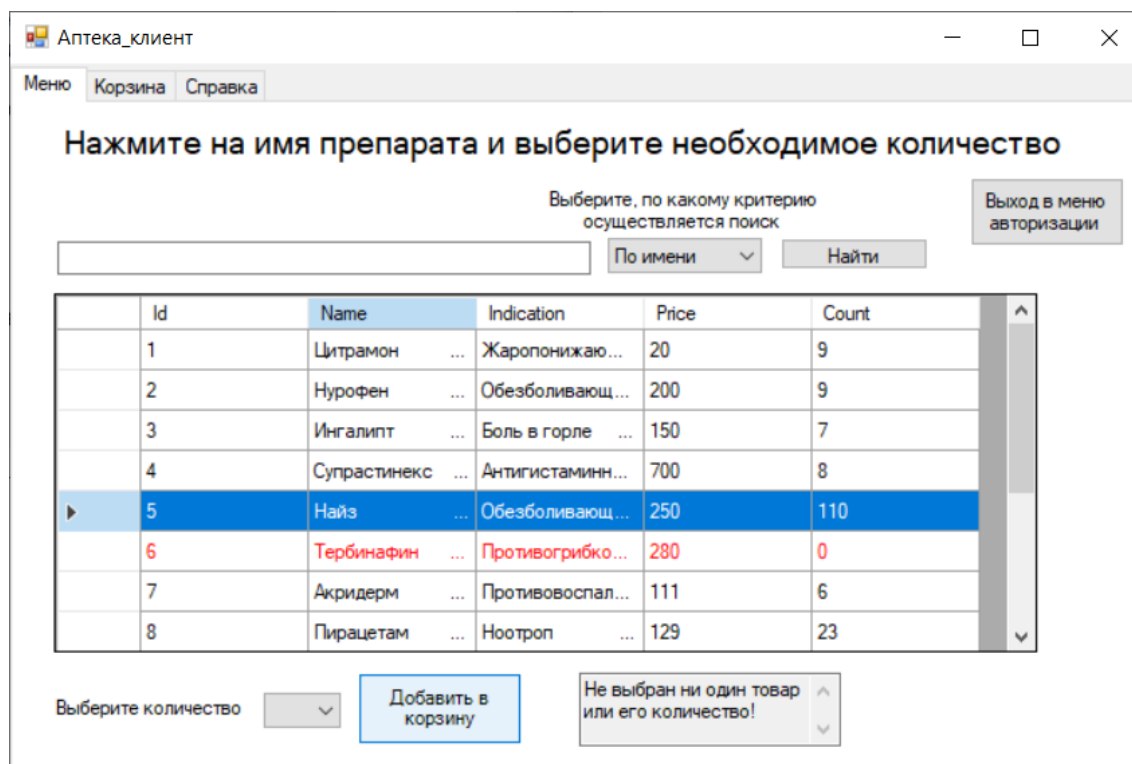 Аптека_клиент
Меню Корзина Справка
Нажмите на имя препарата и выберите необходимое количество
Выберите, по какому критерию
осуществляется поиск
Выход в меню
авторизации
По имени Найти
Id Name Indication Price Count
1 Цитрамон ... Жаропонижаю... 20 9
2 Нурофен ... Обезболивающ... 200 9
3 Ингалипт ... Боль в горле ... 150 7
4 Супрастинекс ... Антигистаминн... 700 8
5 Найз ... Обезболивающ... 250 110
6 Тербинафин ... Противогрибко... 280 0
7 Акридерм ... Противовоспал... 111 6
8 Пирацетам ... Ноотроп ... 129 23
Выберите количество
Добавить в
корзину
Не выбран ни один товар
или его количество!